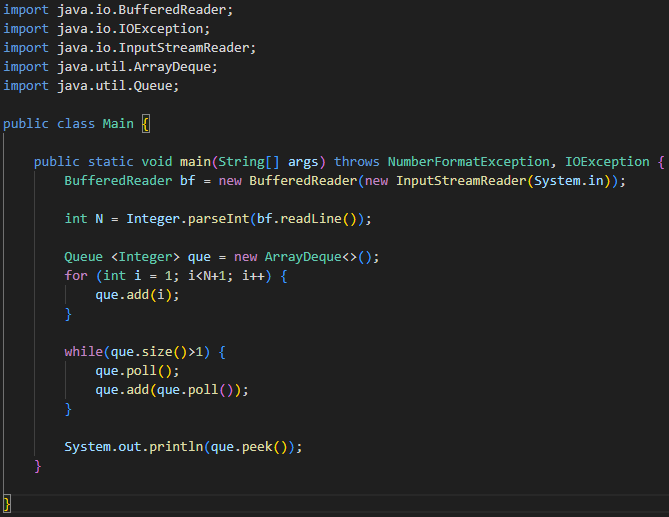 import java.io.BufferedReader;
import java.io.IOException;
import java.io.InputStreamReader;
import java.util.ArrayDeque;
import java.util.Queue;
public class Main {
public static void main(String[] args) throws NumberFormatException, IOException {
BufferedReader bf = new BufferedReader(new InputStreamReader(System.in));
int N = Integer.parseInt(bf.readLine());
Queue <Integer> que = new ArrayDeque<>();
for (int i = 1; i<N+1; i++) {
que.add(i);
}
while(que.size()>1) {
que.poll();
que.add(que.poll());
}
System.out.println(que.peek());
}
}